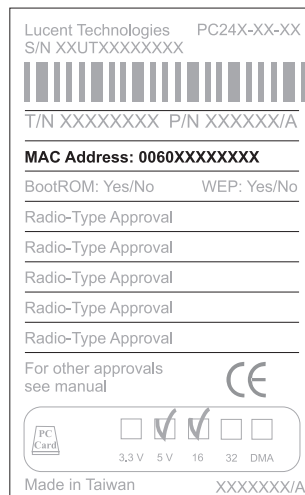 Lucent Technologies PC24X-XX-XX
S/N XXUTXXXXXXXX
T/N XXXXXXXX P/N XXXXXX/A
MAC Address: 0060XXXXXXXX
BootROM: Yes/No WEP: Yes/No
Radio-Type Approval
Radio-Type Approval
Radio-Type Approval
Radio-Type Approval
Radio-Type Approval
For other approvals
see manual
CE
PC
Card
3,3 V 5 V 16 32 DMA
Made in Taiwan XXXXXXX/A